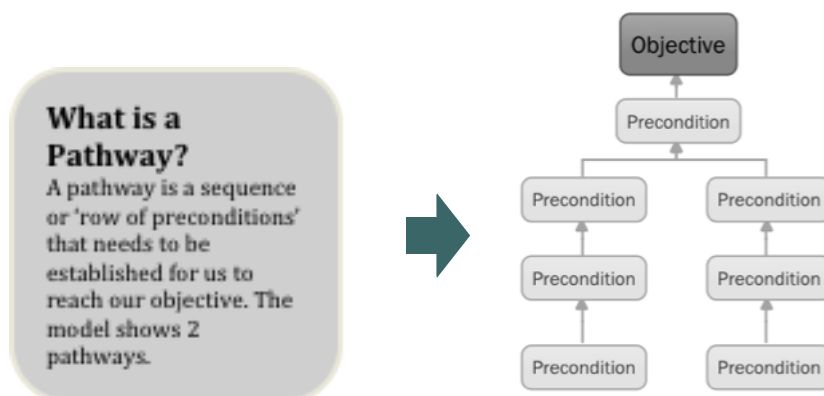 What is a
Pathway?
A pathway is a sequence
or ‘row of preconditions’
that needs to be
established for us to
reach our objective. The
model shows 2
pathways.
Objective
Precondition
Precondition
Precondition
Precondition
Precondition
Precondition
Precondition